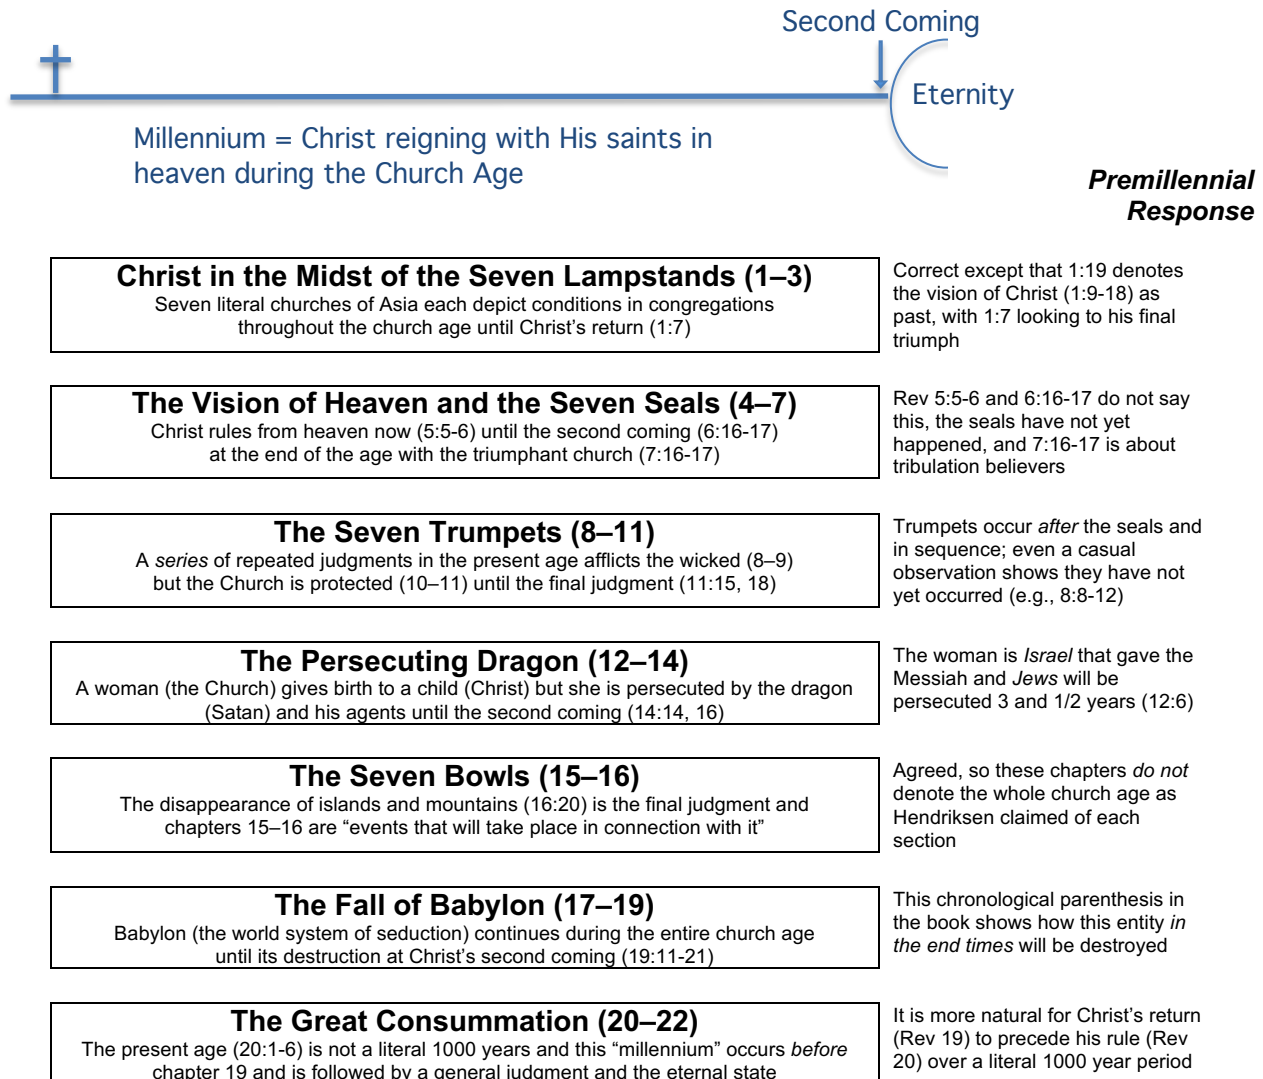 Second Coming
Eternity
Millennium = Christ reigning with His saints in
heaven during the Church Age
Premillennial
Response
Christ in the Midst of the Seven Lampstands (1–3)
Seven literal churches of Asia each depict conditions in congregations
throughout the church age until Christ’s return (1:7)
Correct except that 1:19 denotes
the vision of Christ (1:9-18) as
past, with 1:7 looking to his final
triumph
The Vision of Heaven and the Seven Seals (4–7)
Christ rules from heaven now (5:5-6) until the second coming (6:16-17)
at the end of the age with the triumphant church (7:16-17)
Rev 5:5-6 and 6:16-17 do not say
this, the seals have not yet
happened, and 7:16-17 is about
tribulation believers
The Seven Trumpets (8–11)
A series of repeated judgments in the present age afflicts the wicked (8–9)
but the Church is protected (10–11) until the final judgment (11:15, 18)
Trumpets occur after the seals and
in sequence; even a casual
observation shows they have not
yet occurred (e.g., 8:8-12)
The Persecuting Dragon (12–14)
A woman (the Church) gives birth to a child (Christ) but she is persecuted by the dragon
(Satan) and his agents until the second coming (14:14, 16)
The woman is Israel that gave the
Messiah and Jews will be
persecuted 3 and 1/2 years (12:6)
The Seven Bowls (15–16)
The disappearance of islands and mountains (16:20) is the final judgment and
chapters 15–16 are “events that will take place in connection with it”
Agreed, so these chapters do not
denote the whole church age as
Hendriksen claimed of each
section
The Fall of Babylon (17–19)
Babylon (the world system of seduction) continues during the entire church age
until its destruction at Christ’s second coming (19:11-21)
This chronological parenthesis in
the book shows how this entity in
the end times will be destroyed
The Great Consummation (20–22)
The present age (20:1-6) is not a literal 1000 years and this “millennium” occurs before
chapter 19 and is followed by a general judgment and the eternal state
It is more natural for Christ’s return
(Rev 19) to precede his rule (Rev
20) over a literal 1000 year period